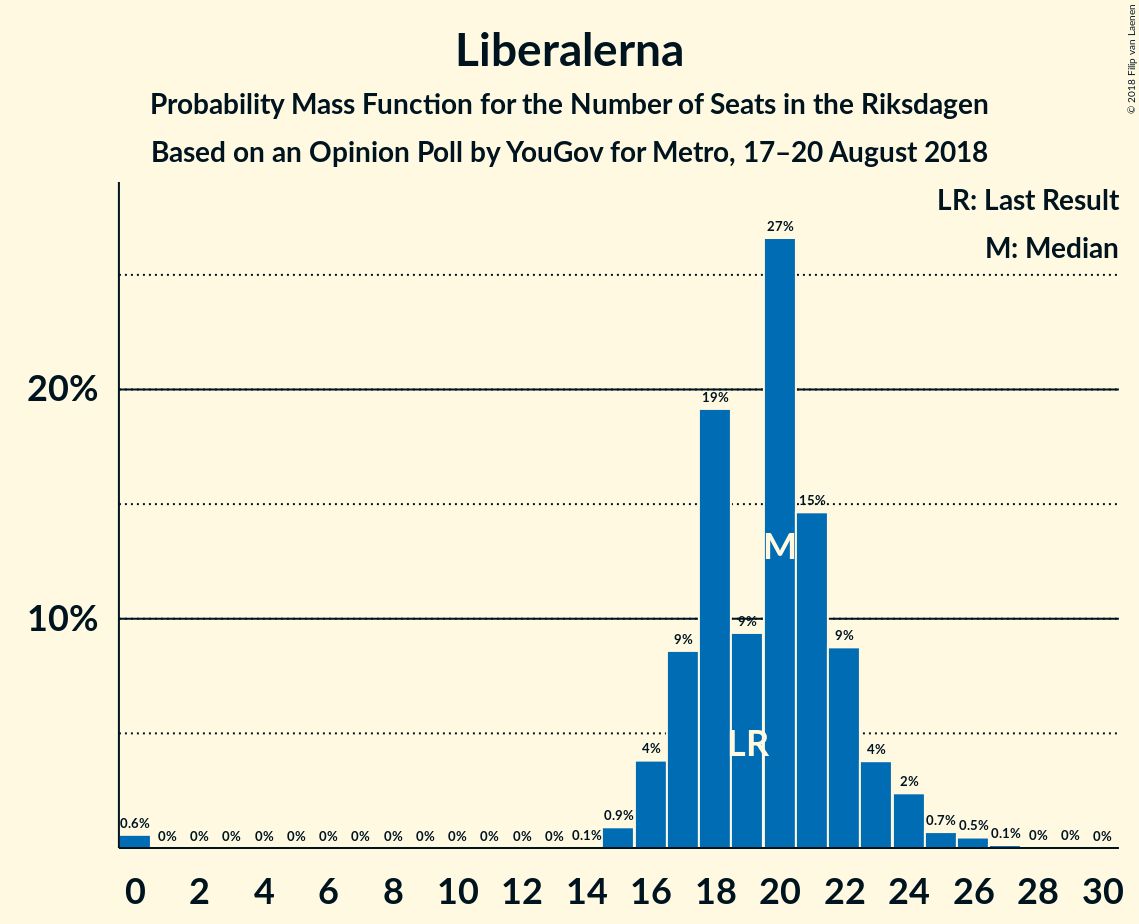 Liberalerna
Probability Mass Function for the Number of Seats in the Riksdagen
Based on an Opinion Poll by YouGov for Metro, 17–20 August 2018
© 2018 Filip van Laenen
LR: Last Result
M: Median
20%
10%
0.6% 0% 0% 0% 0% 0% 0% 0% 0% 0% 0% 0% 0% 0% 0.1% 0.9% 4% 9% 19% 9% 27% 15% 9% 4% 2% 0.7% 0.5% 0.1% 0% 0% 0%
M
LR
0 2 4 6 8 10 12 14 16 18 20 22 24 26 28 30